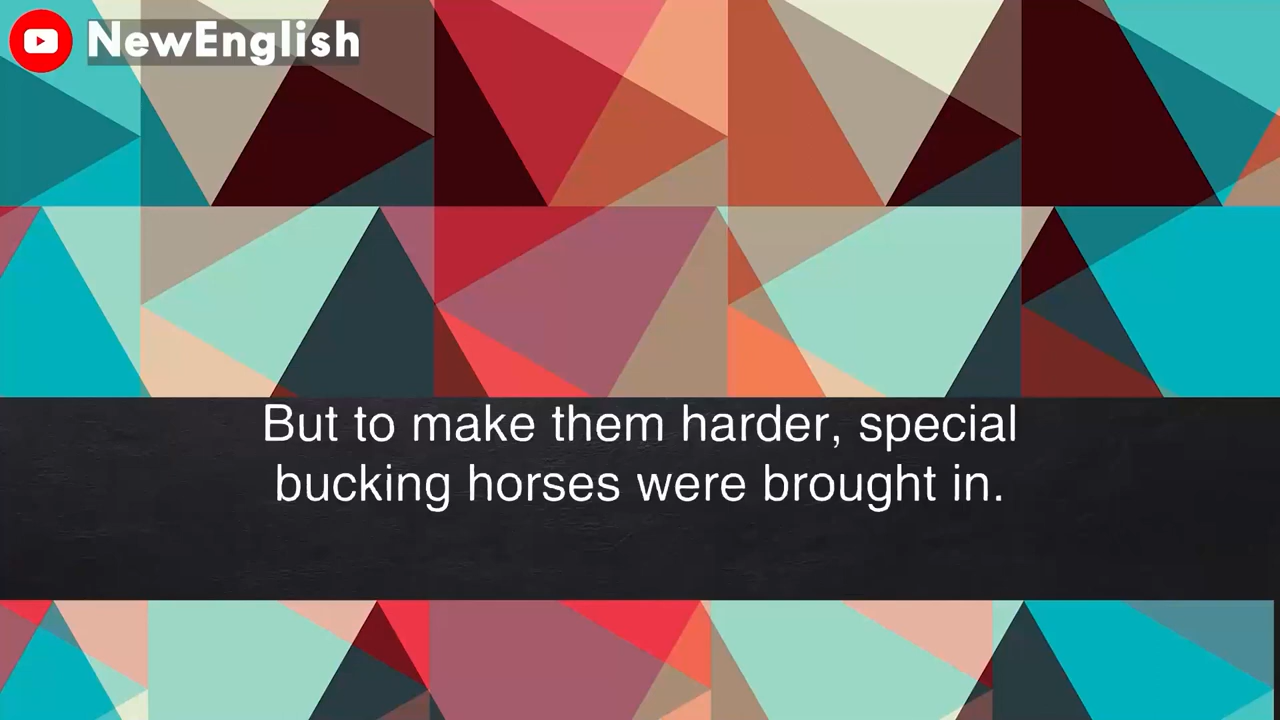 NewEnglish
But to make them harder, special
bucking horses were brought in.